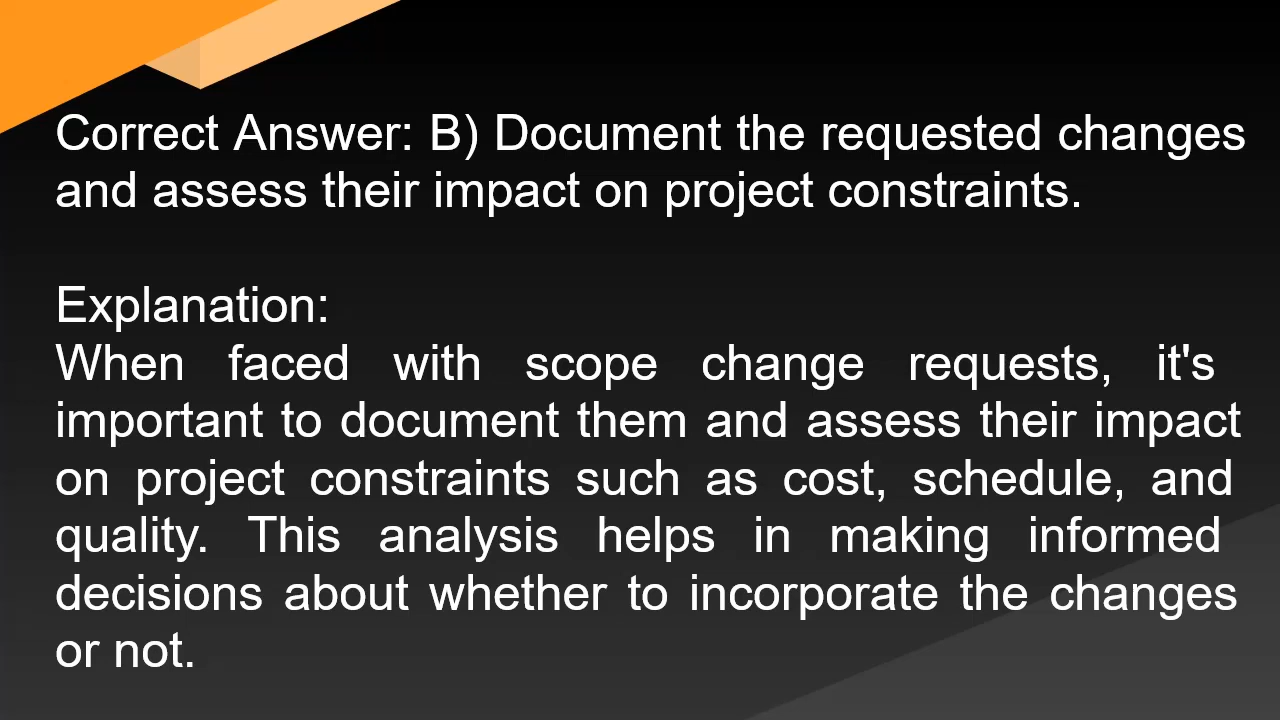 Correct Answer: B) Document the requested changes
and assess their impact on project constraints.
Explanation:
When faced with scope change requests, it's
important to document them and assess their impact
on project constraints such as cost, schedule, and
quality. This analysis helps in making informed
decisions about whether to incorporate the changes
or not.